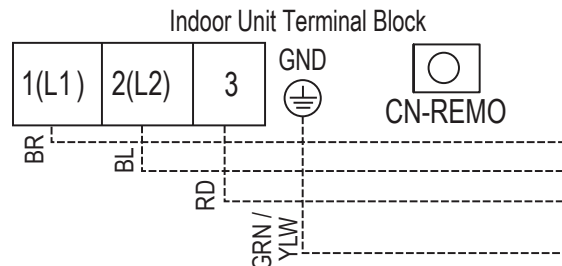 Indoor Unit Terminal Block
1(L1)
2(L2)
3
GND
CN-REMO
BR
BL
RD
GRN /
YLW